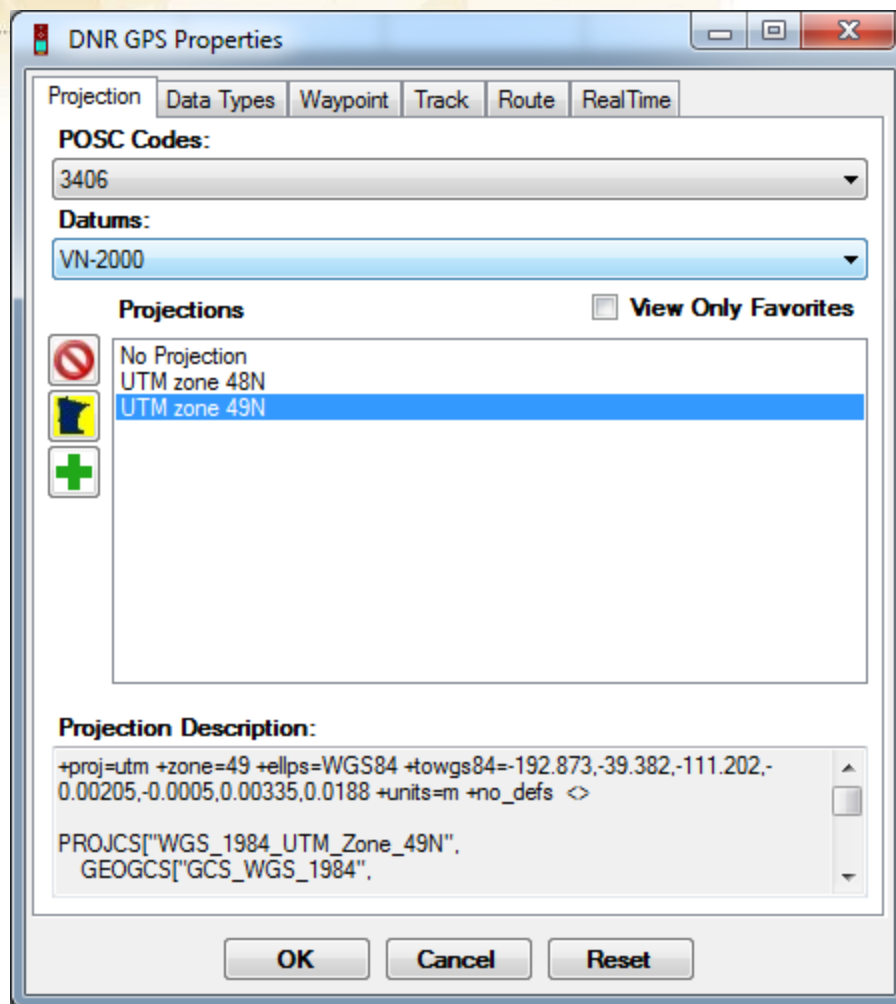 DNR GPS Properties
Projection Data Types Waypoint Track Route RealTime
POSC Codes:
3406
Datums:
VN-2000
Projections View Only Favorites
No Projection
UTM zone 48N
UTM zone 49N
Projection Description:
+proj=utm +zone=49 +ellps=WGS84 +towgs84=-192.873,-39.382,-111.202,-
0.00205,-0.0005,0.00335,0.0188 +units=m +no_defs <>
PROJCS["WGS_1984_UTM_Zone_49N",
GEOGCS["GCS_WGS_1984",
OK Cancel Reset